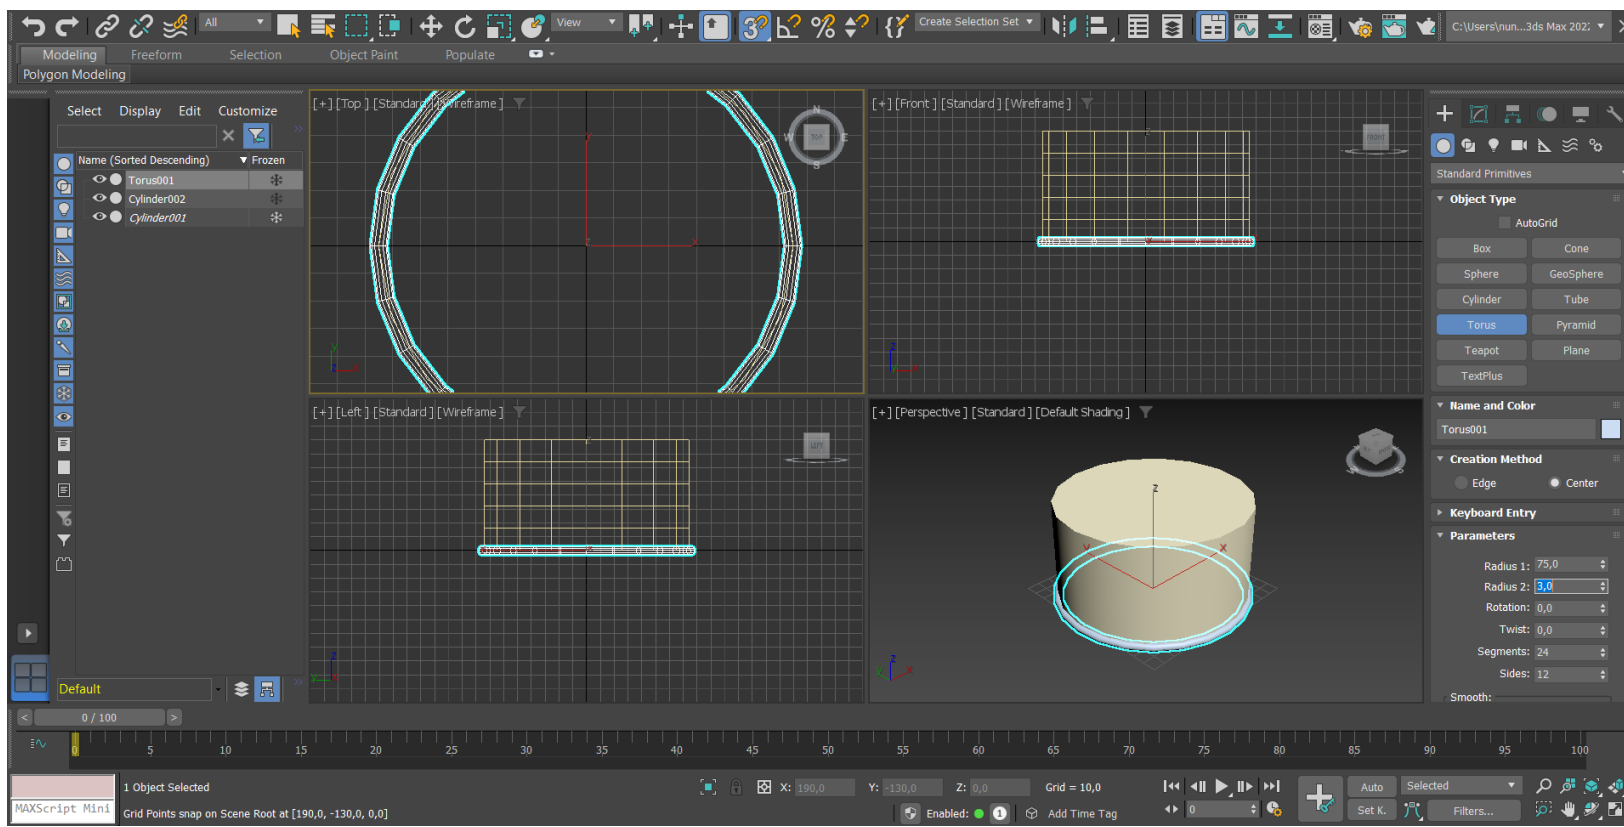 All
View
3
Create Selection Set
C:\Users\nun...3ds Max 202:
Modeling Freeform Selection Object Paint Populate
Polygon Modeling
Select Display Edit Customize
Name (Sorted Descending) Frozen
Torus001
Cylinder002
Cylinder001
Default
[+] [Top ] [Standard ] [Wireframe ]
N
W TOP E
S
y
z x
y
z x
[+] [Front ] [Standard ] [Wireframe ]
FRONT
z
x
[+] [Left ] [Standard ] [Wireframe ]
LEFT
z
y
[+] [Perspective ] [Standard ] [Default Shading ]
z
y x
z
y x
Standard Primitives
Object Type
AutoGrid
Box Cone
Sphere GeoSphere
Cylinder Tube
Torus Pyramid
Teapot Plane
TextPlus
Name and Color
Torus001
Creation Method
Edge Center
Keyboard Entry
Parameters
Radius 1: 75,0
Radius 2: 3,0
Rotation: 0,0
Twist: 0,0
Segments: 24
Sides: 12
Smooth:
< 0 / 100 >
0 5 10 15 20 25 30 35 40 45 50 55 60 65 70 75 80 85 90 95 100
MAXScript Mini
1 Object Selected
Grid Points snap on Scene Root at [190,0, -130,0, 0,0]
X: 190,0 Y: -130,0 Z: 0,0 Grid = 10,0
Enabled: 1 Add Time Tag
0
Auto Selected
Set K. Filters...